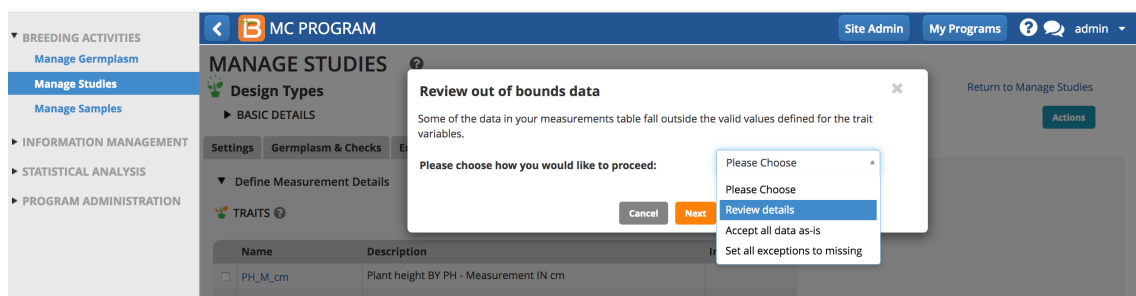 ▼ BREEDING ACTIVITIES
Manage Germplasm
Manage Studies
Manage Samples
▶ INFORMATION MANAGEMENT
▶ STATISTICAL ANALYSIS
▶ PROGRAM ADMINISTRATION
MC PROGRAM
Site Admin My Programs ? admin
MANAGE STUDIES ?
Design Types
▶ BASIC DETAILS
Return to Manage Studies
Actions
Settings Germplasm & Checks
▼ Define Measurement Details
TRAITS ?
Name Description
PH_M_cm Plant height BY PH - Measurement IN cm
Review out of bounds data
Some of the data in your measurements table fall outside the valid values defined for the trait
variables.
Please choose how you would like to proceed: Please Choose
Please Choose
Review details
Accept all data as-is
Set all exceptions to missing
Cancel Next